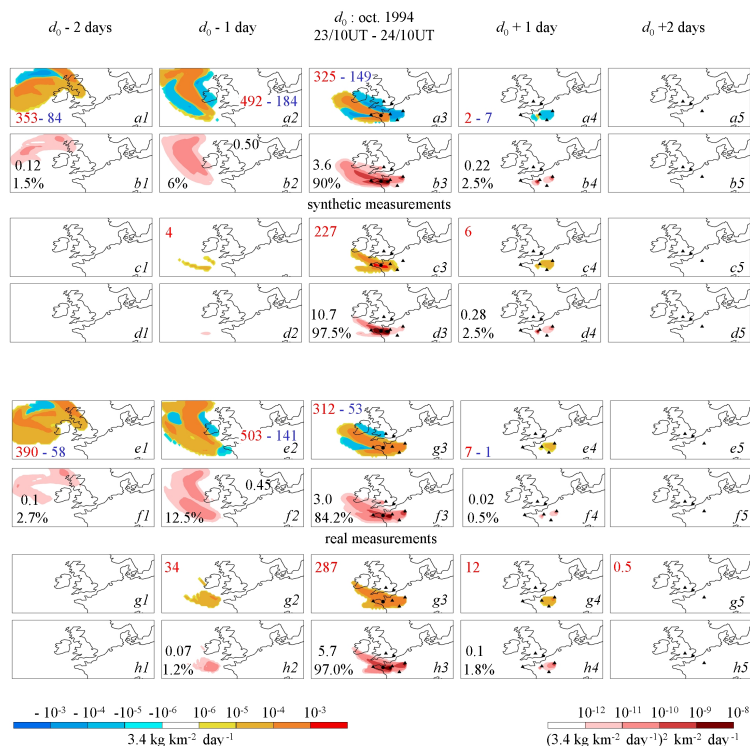 d₀ - 2 days d₀ - 1 day d₀ : oct. 1994 d₀ + 1 day d₀ +2 days
23/10UT - 24/10UT
353 - 84 a1 492 - 184 a2 325 - 149 a3 2 - 7 a4 a5
0.12 0.50 3.6 0.22
1.5% b1 6% b2 90% b3 2.5% b4 b5
synthetic measurements
4 227 6
c1 c2 c3 c4 c5
10.7 0.28
d1 d2 97.5% d3 2.5% d4 d5
390 - 58 e1 503 - 141 e2 312 - 53 g3 7 - 1 e4 e5
0.1 0.45 3.0 0.02
2.7% f1 12.5% f2 84.2% f3 0.5% f4 f5
real measurements
34 287 12 0.5
g1 g2 g3 g4 g5
0.07 5.7 0.1
h1 1.2% h2 97.0% h3 1.8% h4 h5
- 10⁻³ - 10⁻⁴ - 10⁻⁵ - 10⁻⁶ 10⁻⁶ 10⁻⁵ 10⁻⁴ 10⁻³
3.4 kg km⁻² day⁻¹
10⁻¹² 10⁻¹¹ 10⁻¹⁰ 10⁻⁹ 10⁻⁸
(3.4 kg km⁻² day⁻¹)² km⁻² day⁻¹